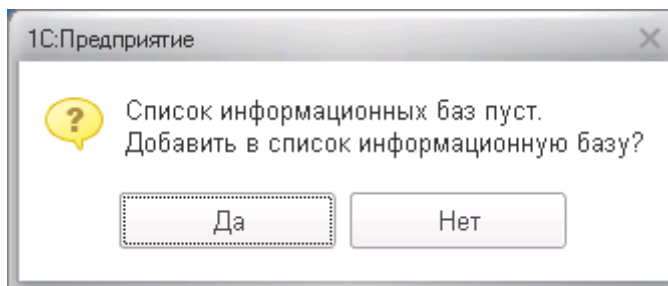 1С:Предприятие
Список информационных баз пуст.
Добавить в список информационную базу?
Да
Нет